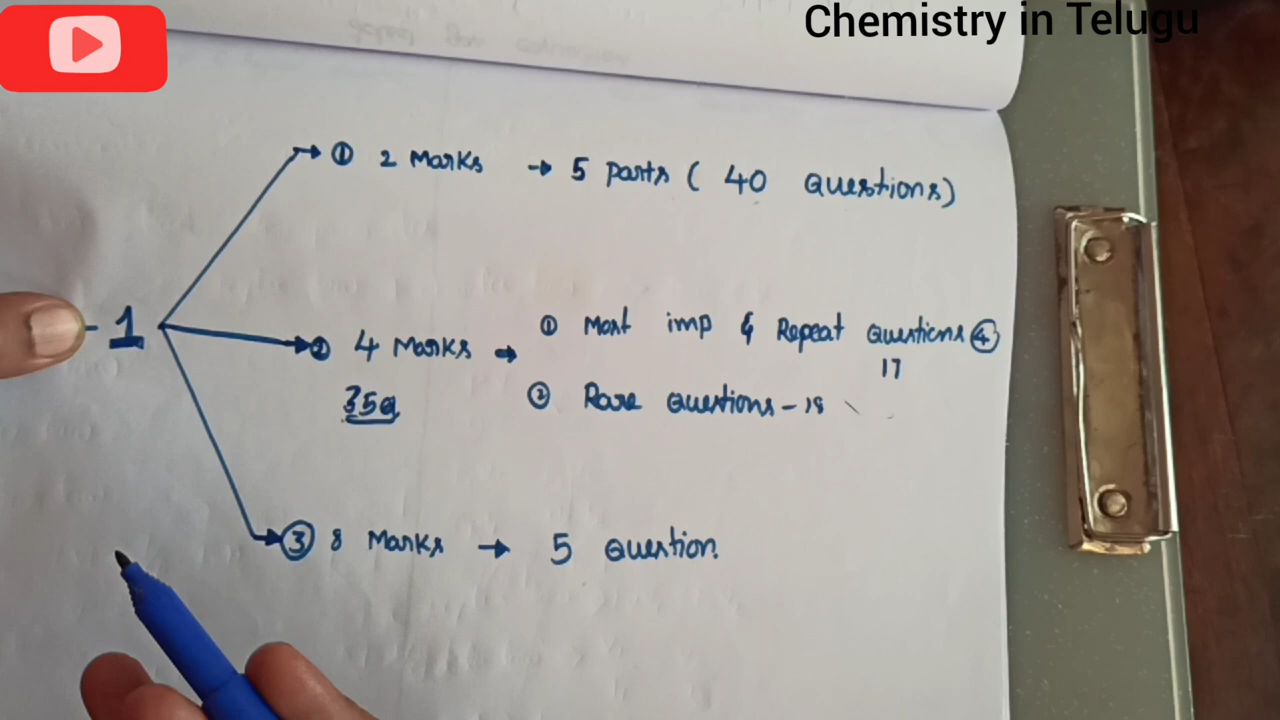 Chemistry in Telugu
① 2 Marks → 5 Parts ( 40 Questions)
- 1
② 4 Marks →
① Most imp & Repeat Questions ④
17
35Q
② Rare Questions - 18
③ 8 Marks → 5 Question